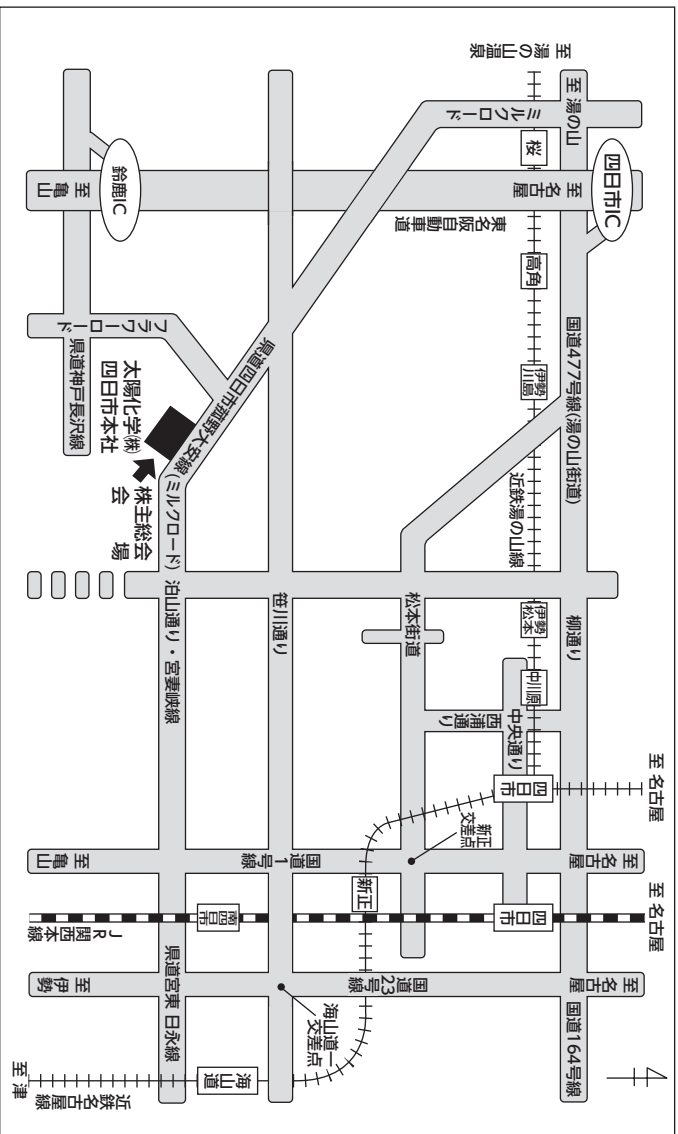 至 湯の山温泉
至 湯の山
ミルクロード
桜
四日市IC
至 名古屋
東名阪自動車道
鈴鹿IC
至 亀山
高角
国道477号線(湯の山街道)
伊勢川島
近鉄湯の山線
フラワーロード
県道神戸長沢線
県道四日市菰野大安線(ミルクロード)
太陽化学㈱
四日市本社
株主総会
会場
泊山通り・宮妻峡線
笹川通り
松本街道
伊勢松本
柳通り
中川原
西浦通り
中央通り
至 名古屋
四日市
新正
交差点
国道1号線
至 名古屋
至 亀山
至 名古屋
四日市
新正
南四日市
JR関西本線
国道23号線
至 名古屋
至 伊勢
県道宮東 日永線
海山道一
交差点
国道164号線
海山道
近鉄名古屋線
至 津